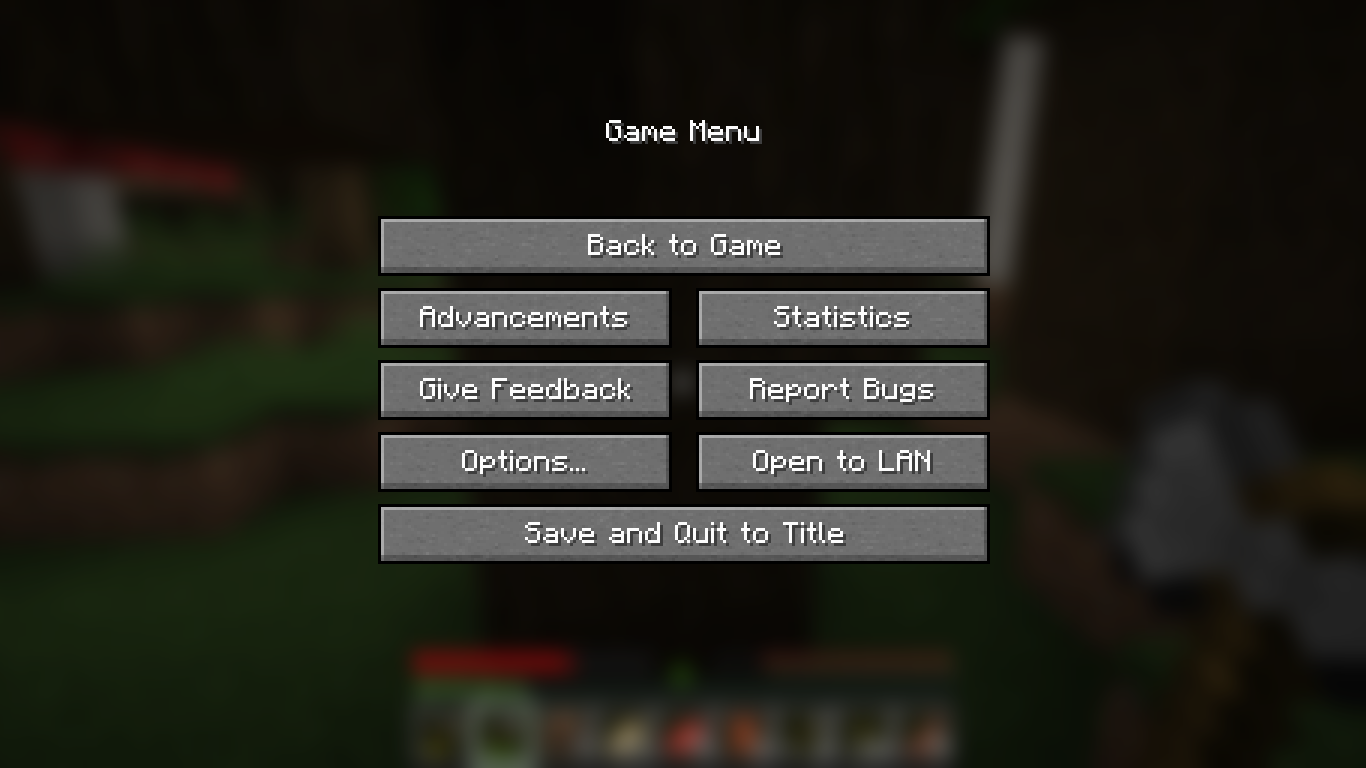 Game Menu
Back to Game
Advancements
Statistics
Give Feedback
Report Bugs
Options...
Open to LAN
Save and Quit to Title